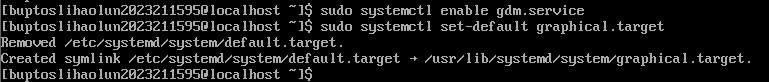 [buptoslihaolun2023211595@localhost ~]$ sudo systemctl enable gdm.service
[buptoslihaolun2023211595@localhost ~]$ sudo systemctl set-default graphical.target
Removed /etc/systemd/system/default.target.
Created symlink /etc/systemd/system/default.target → /usr/lib/systemd/system/graphical.target.
[buptoslihaolun2023211595@localhost ~]$